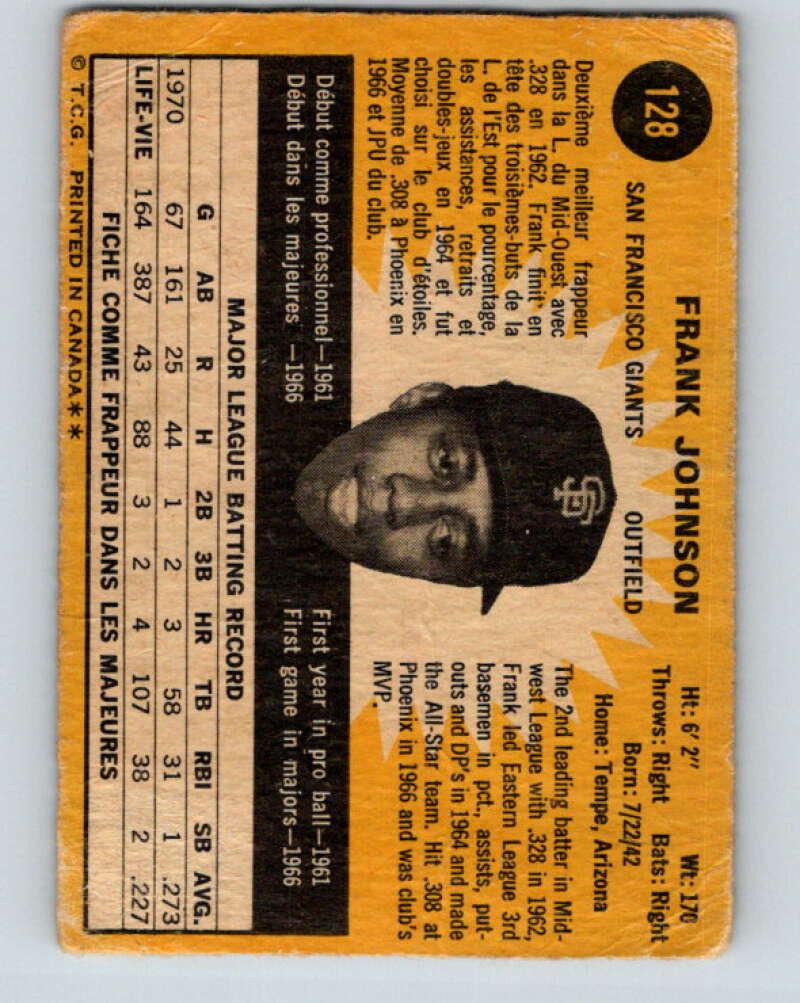 128
FRANK JOHNSON
SAN FRANCISCO GIANTS OUTFIELD
Ht: 6' 2" Wt: 170
Throws: Right Bats: Right
Born: 7/22/42
Home: Tempe, Arizona
Deuxième meilleur frappeur
dans la L. du Mid-Ouest avec
.328 en 1962. Frank finit en
tête des troisièmes-buts de la
L. de l'Est pour le pourcentage,
les assistances, retraits et
doubles-jeux en 1964 et fut
choisi sur le club d'étoiles.
Moyenne de .308 à Phoenix en
1966 et JPU du club.
SF
The 2nd leading batter in Mid-
west League with .328 in 1962,
Frank led Eastern League 3rd
basemen in pct., assists, put-
outs and DP's in 1964 and made
the All-Star team. Hit .308 at
Phoenix in 1966 and was club's
MVP.
Début comme professionnel—1961
Début dans les majeures —1966
First year in pro ball—1961
First game in majors—1966
MAJOR LEAGUE BATTING RECORD
G AB R H 2B 3B HR TB RBI SB AVG.
1970 67 161 25 44 1 2 3 58 31 1 .273
LIFE-VIE 164 387 43 88 3 2 4 107 38 2 .227
FICHE COMME FRAPPEUR DANS LES MAJEURES
© T.C.G. PRINTED IN CANADA**